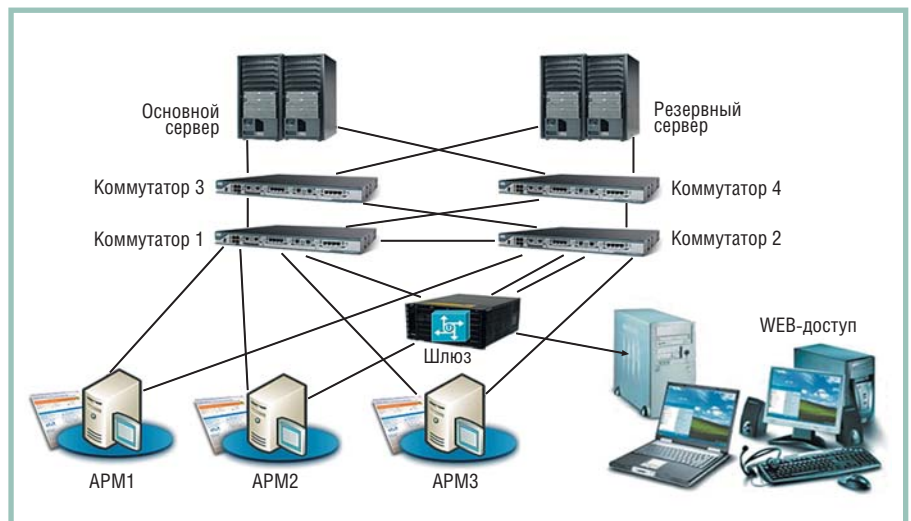 Основной
сервер
Резервный
сервер
Коммутатор 3
Коммутатор 4
Коммутатор 1
Коммутатор 2
Шлюз
WEB-доступ
АРМ1
АРМ2
АРМ3